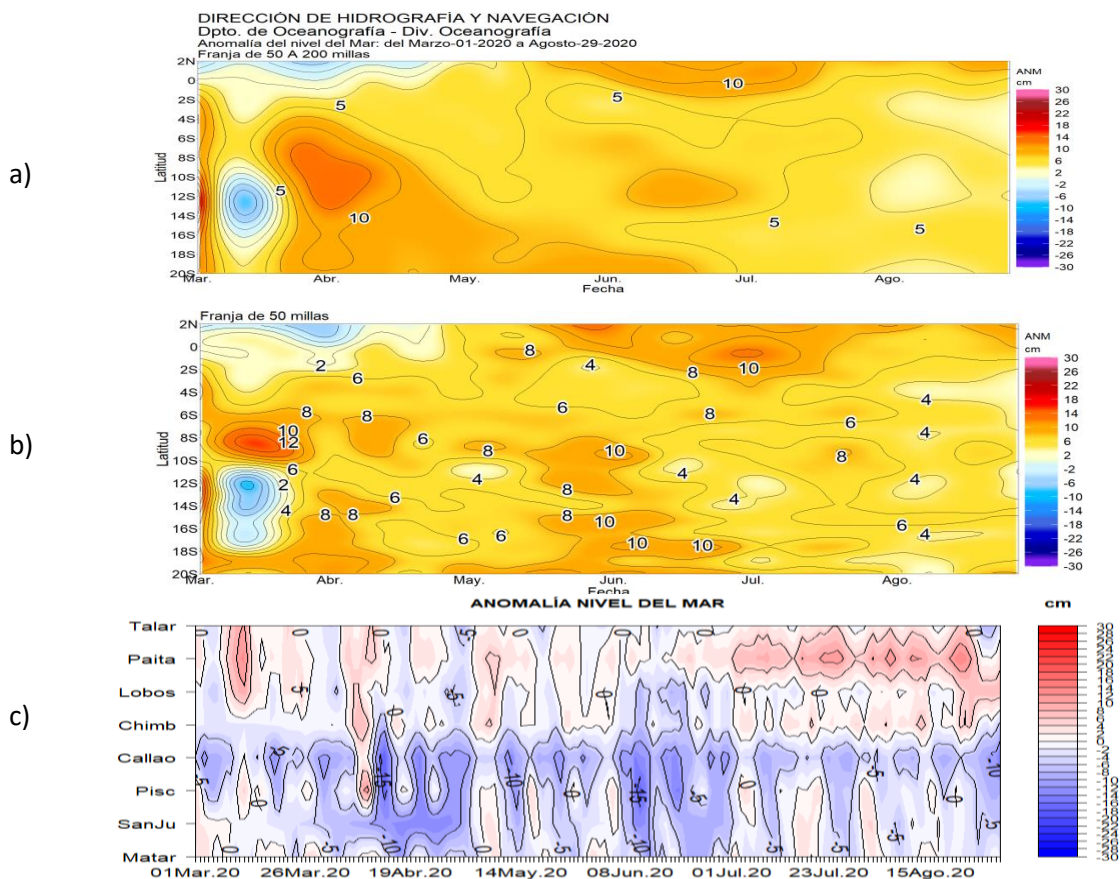 DIRECCIÓN DE HIDROGRAFÍA Y NAVEGACIÓN
Dpto. de Oceanografía - Div. Oceanografía
Anomalía del nivel del Mar: del Marzo-01-2020 a Agosto-29-2020
Franja de 50 A 200 millas
a)
Latitud
2N
0
2S
4S
6S
8S
10S
12S
14S
16S
18S
20S
5
10
5
5
10
5
5
Mar. Abr. May. Jun. Jul. Ago.
Fecha
ANM
cm
30
26
22
18
14
10
6
2
-2
-6
-10
-14
-18
-22
-26
-30
Franja de 50 millas
b)
Latitud
2N
0
2S
4S
6S
8S
10S
12S
14S
16S
18S
20S
8
2
4
8
10
6
4
8
8
6
8
6
10
12
6
8
10
8
4
6
4
4
2
8
4
6
4
4
8
8
8
10
6
6
6
4
10
10
Mar. Abr. May. Jun. Jul. Ago.
ANM
cm
30
26
22
18
14
10
6
2
-2
-6
-10
-14
-18
-22
-26
-30
ANOMALÍA NIVEL DEL MAR
cm
c)
Talar
Paita
Lobos
Chimb
Callao
Pisc
SanJu
Matar
01Mar.20 26Mar.20 19Abr.20 14May.20 08Jun.20 01Jul.20 23Jul.20 15Ago.20